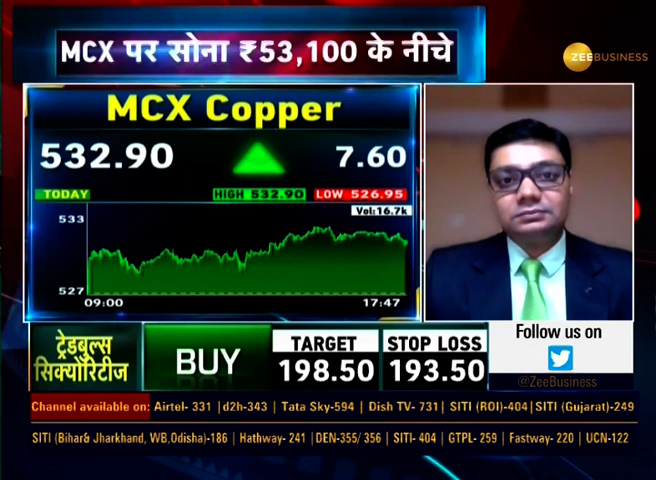 MCX पर सोना ₹53,100 के नीचे
ZEEBUSINESS
MCX Copper
532.90 7.60
TODAY HIGH 532.90 LOW 526.95
Vol:16.7k
533
527
09:00 17:47
ट्रेडबुल्स
सिक्योरिटीज
BUY
TARGET
198.50
STOP LOSS
193.50
Follow us on
@ZeeBusiness
Channel available on: Airtel- 331 |d2h-343 | Tata Sky-594 | Dish TV- 731| SITI (ROI)-404|SITI (Gujarat)-249
SITI (Bihar& Jharkhand, WB,Odisha)-186 | Hathway- 241 |DEN-355/ 356 | SITI- 404 | GTPL- 259 | Fastway- 220 | UCN-122